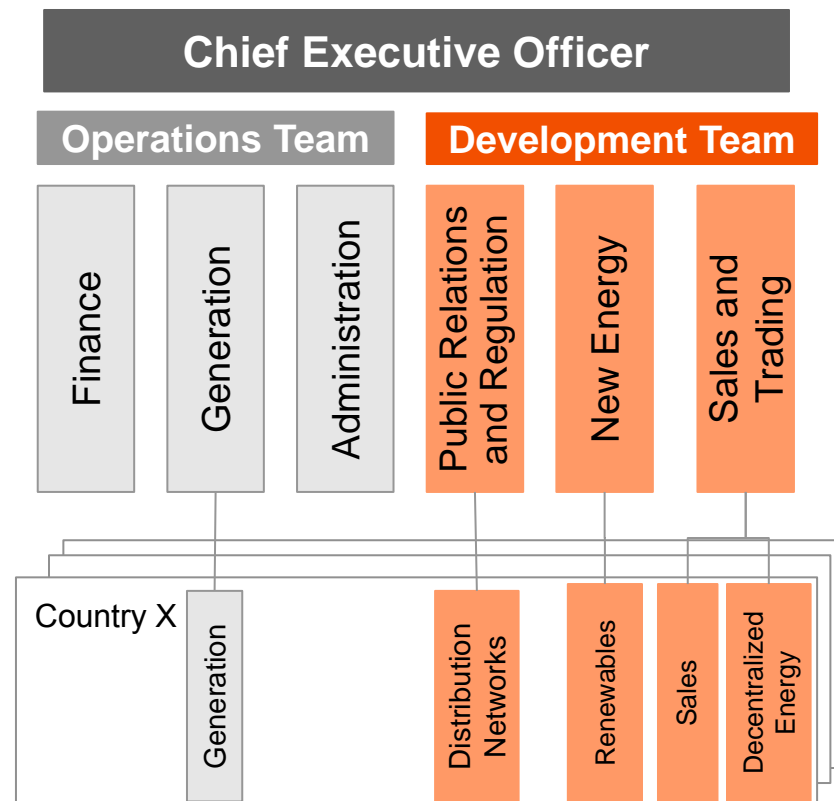 Chief Executive Officer
Operations Team
Development Team
Finance
Generation
Administration
Public Relations
and Regulation
New Energy
Sales and
Trading
Country X
Generation
Distribution
Networks
Renewables
Sales
Decentralized
Energy